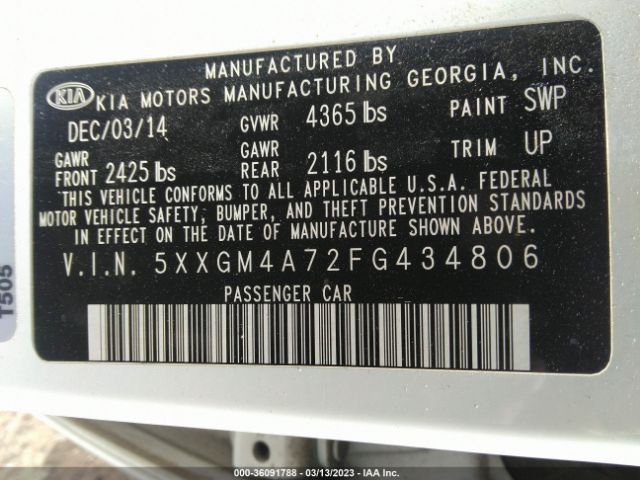 MANUFACTURED BY
KIA KIA MOTORS MANUFACTURING GEORGIA, INC.
DEC/03/14 GVWR 4365 lbs PAINT SWP
GAWR FRONT 2425 lbs GAWR REAR 2116 lbs TRIM UP
THIS VEHICLE CONFORMS TO ALL APPLICABLE U.S.A. FEDERAL
MOTOR VEHICLE SAFETY, BUMPER, AND THEFT PREVENTION STANDARDS
IN EFFECT ON THE DATE OF MANUFACTURE SHOWN ABOVE.
V.I.N. 5XXGM4A72FG434806
PASSENGER CAR
T505
000-36091788 — 03/13/2023 — IAA Inc.